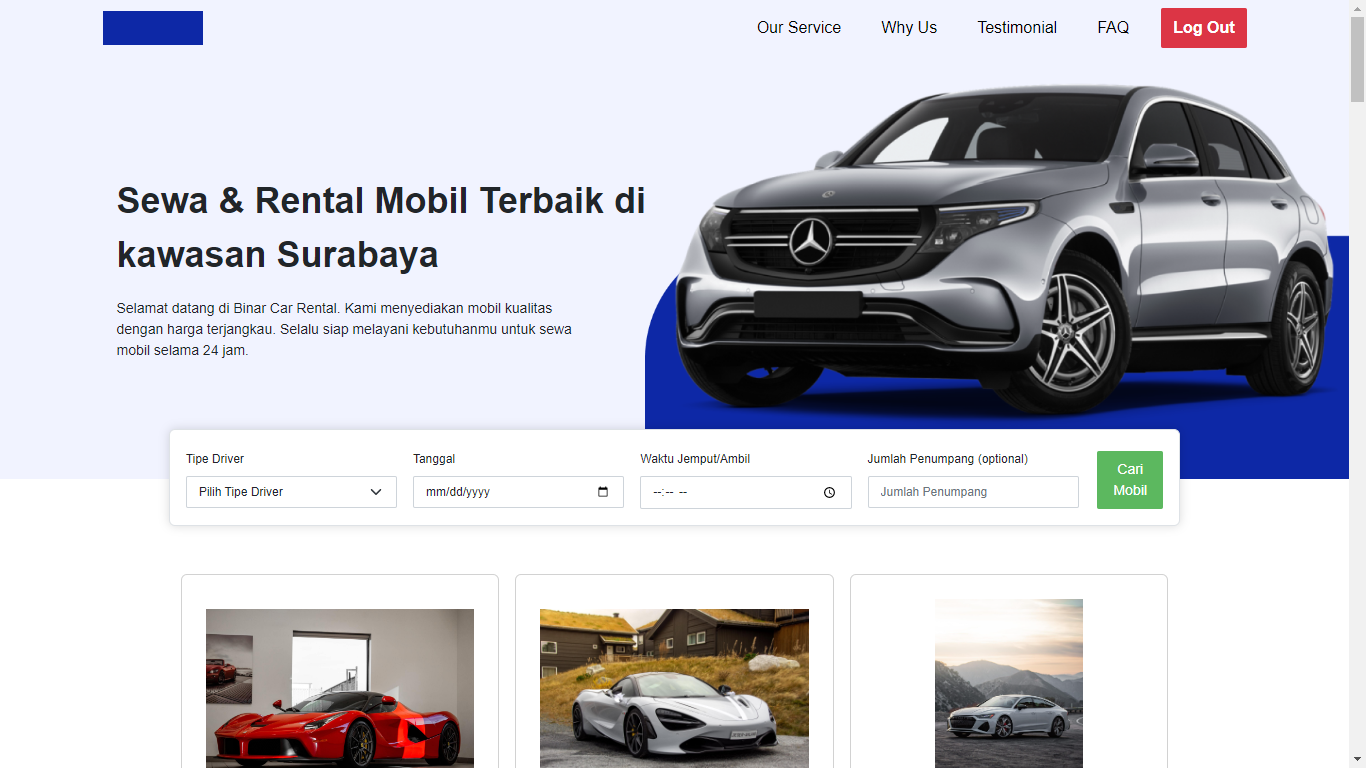 Our Service
Why Us
Testimonial
FAQ
Log Out
Sewa & Rental Mobil Terbaik di
kawasan Surabaya
Selamat datang di Binar Car Rental. Kami menyediakan mobil kualitas
dengan harga terjangkau. Selalu siap melayani kebutuhanmu untuk sewa
mobil selama 24 jam.
Tipe Driver
Tanggal
Waktu Jemput/Ambil
Jumlah Penumpang (optional)
Pilih Tipe Driver
mm/dd/yyyy
--:-- --
Jumlah Penumpang
Cari
Mobil